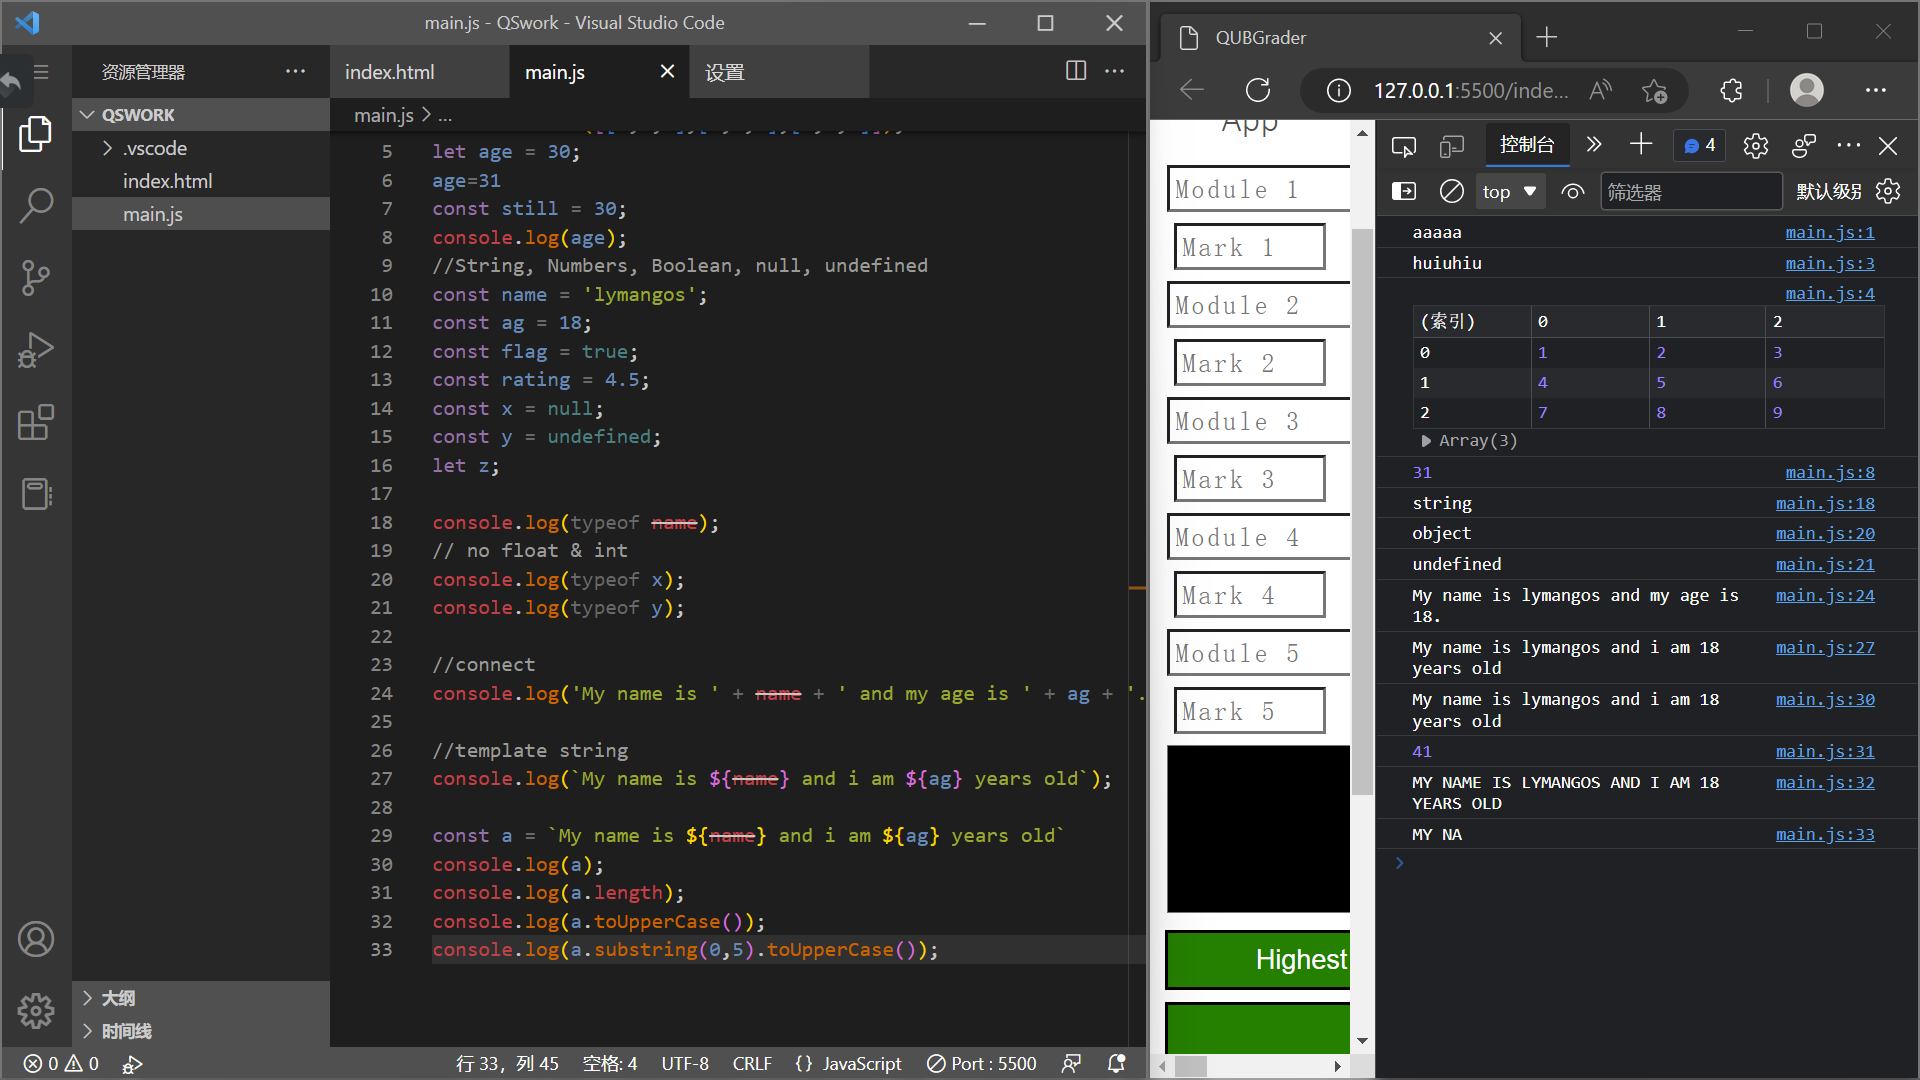 main.js - QSwork - Visual Studio Code
资源管理器
index.html
main.js
设置
QSWORK
.vscode
index.html
main.js
大纲
时间线
main.js > ...
5 let age = 30;
6 age=31
7 const still = 30;
8 console.log(age);
9 //String, Numbers, Boolean, null, undefined
10 const name = 'lymangos';
11 const ag = 18;
12 const flag = true;
13 const rating = 4.5;
14 const x = null;
15 const y = undefined;
16 let z;
17
18 console.log(typeof name);
19 // no float & int
20 console.log(typeof x);
21 console.log(typeof y);
22
23 //connect
24 console.log('My name is ' + name + ' and my age is ' + ag + '.
25
26 //template string
27 console.log(`My name is ${name} and i am ${ag} years old`);
28
29 const a = `My name is ${name} and i am ${ag} years old`
30 console.log(a);
31 console.log(a.length);
32 console.log(a.toUpperCase());
33 console.log(a.substring(0,5).toUpperCase());
0 0
行 33，列 45
空格: 4
UTF-8
CRLF
{} JavaScript
Port : 5500
QUBGrader
127.0.0.1:5500/inde...
App
Module 1
Mark 1
Module 2
Mark 2
Module 3
Mark 3
Module 4
Mark 4
Module 5
Mark 5
Highest
控制台
4
top
筛选器
默认级别
aaaaa main.js:1
huiuhiu main.js:3
main.js:4
(索引) 0 1 2
0 1 2 3
1 4 5 6
2 7 8 9
Array(3)
31 main.js:8
string main.js:18
object main.js:20
undefined main.js:21
My name is lymangos and my age is main.js:24
18.
My name is lymangos and i am 18 main.js:27
years old
My name is lymangos and i am 18 main.js:30
years old
41 main.js:31
MY NAME IS LYMANGOS AND I AM 18 main.js:32
YEARS OLD
MY NA main.js:33